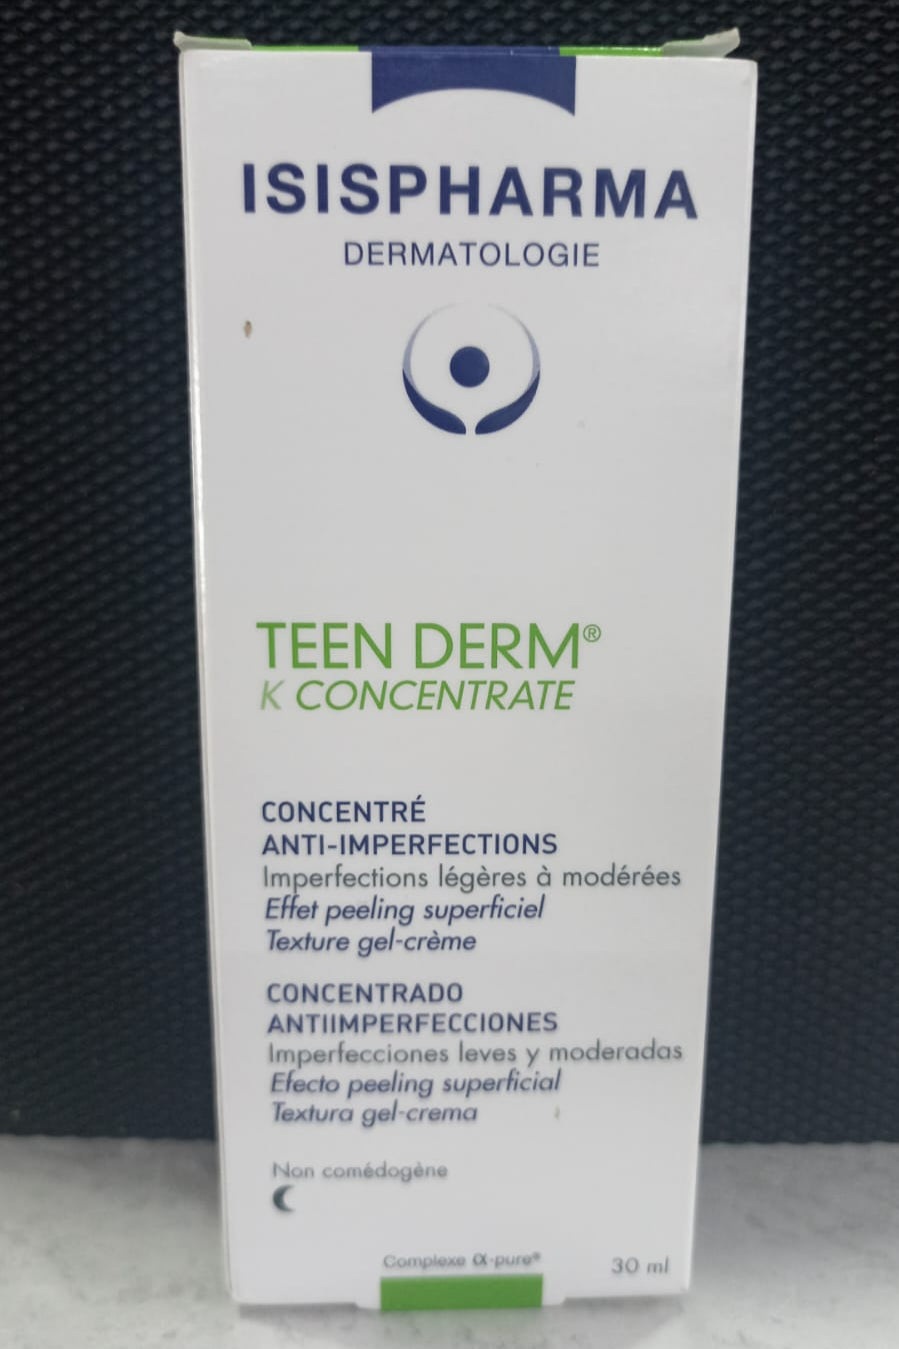 ISISPHARMA
DERMATOLOGIE
TEEN DERM®
K CONCENTRATE
CONCENTRÉ
ANTI-IMPERFECTIONS
Imperfections légères à modérées
Effet peeling superficiel
Texture gel-crème
CONCENTRADO
ANTIIMPERFECCIONES
Imperfecciones leves y moderadas
Efecto peeling superficial
Textura gel-crema
Non comédogène
Complexe α-pure®
30 ml